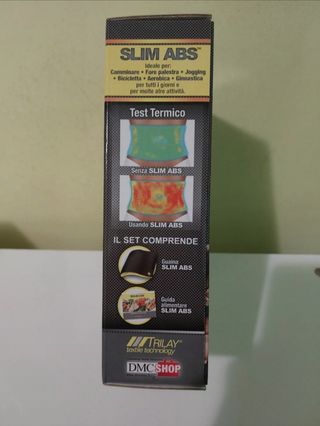 SLIM ABS™
Ideale per:
Camminare • Fare palestra • Jogging
• Bicicletta • Aerobica • Ginnastica
per tutti i giorni e
per molte altre attività.
Test Termico
Senza SLIM ABS
Usando SLIM ABS
IL SET COMPRENDE
Guaina
SLIM ABS
Guida
alimentare
SLIM ABS
TRILAY®
textile technology
DMCSHOP